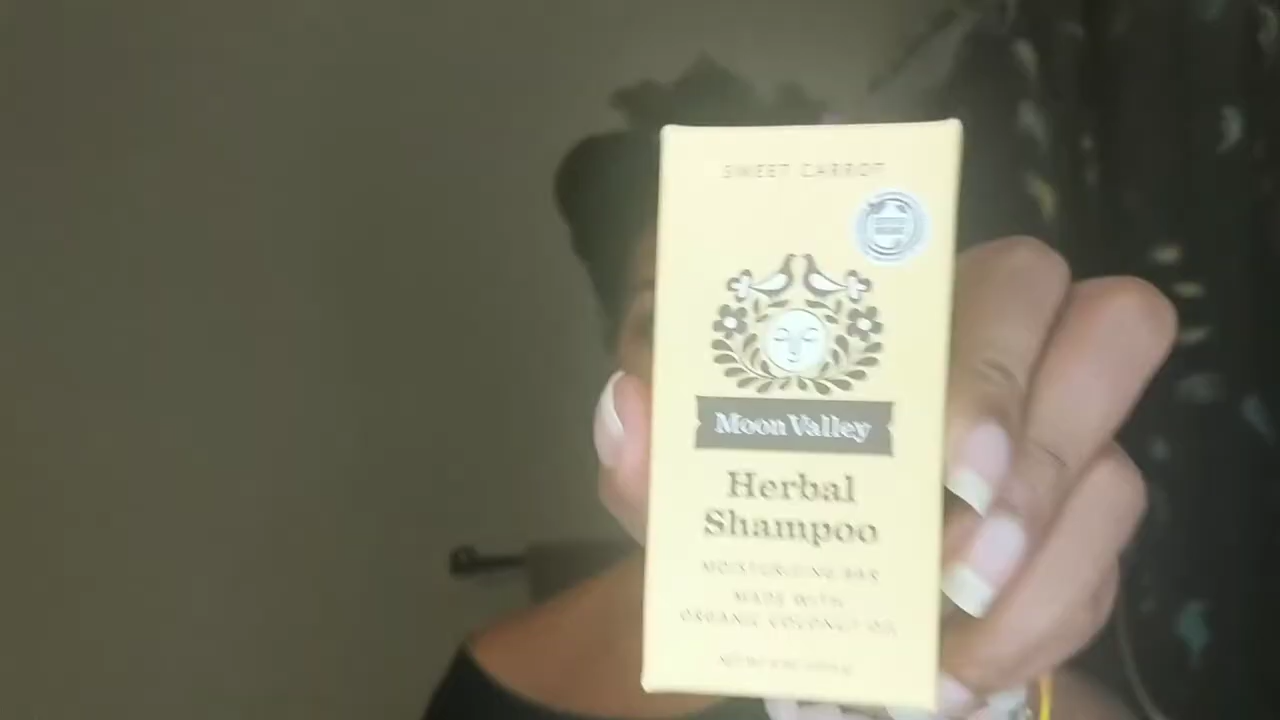 SWEET CARROT
Moon Valley
Herbal
Shampoo
MOISTURIZING BAR
MADE WITH
ORGANIC COCONUT OIL